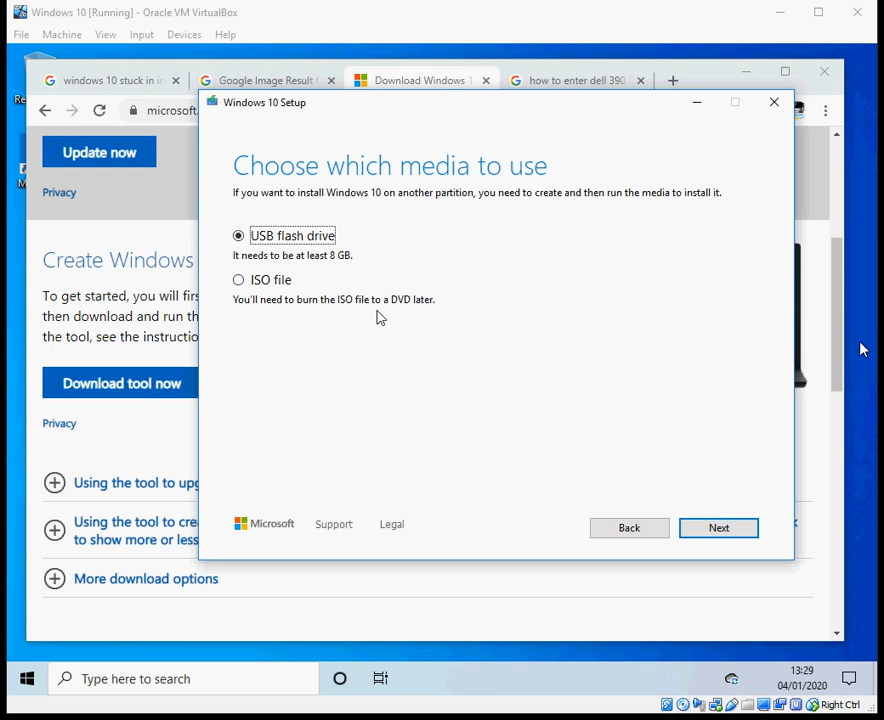 Windows 10 [Running] - Oracle VM VirtualBox
File Machine View Input Devices Help
windows 10 stuck in i
Google Image Result f
Download Windows 1
how to enter dell 390
microsoft.
Windows 10 Setup
Update now
Privacy
Choose which media to use
If you want to install Windows 10 on another partition, you need to create and then run the media to install it.
USB flash drive
It needs to be at least 8 GB.
ISO file
You'll need to burn the ISO file to a DVD later.
Create Windows
To get started, you will firs
then download and run th
the tool, see the instructio
Download tool now
Privacy
Using the tool to upg
Using the tool to cre
to show more or less
More download options
Microsoft Support Legal
Back Next
Type here to search
13:29
04/01/2020
Right Ctrl